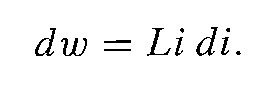 dw = Li di.